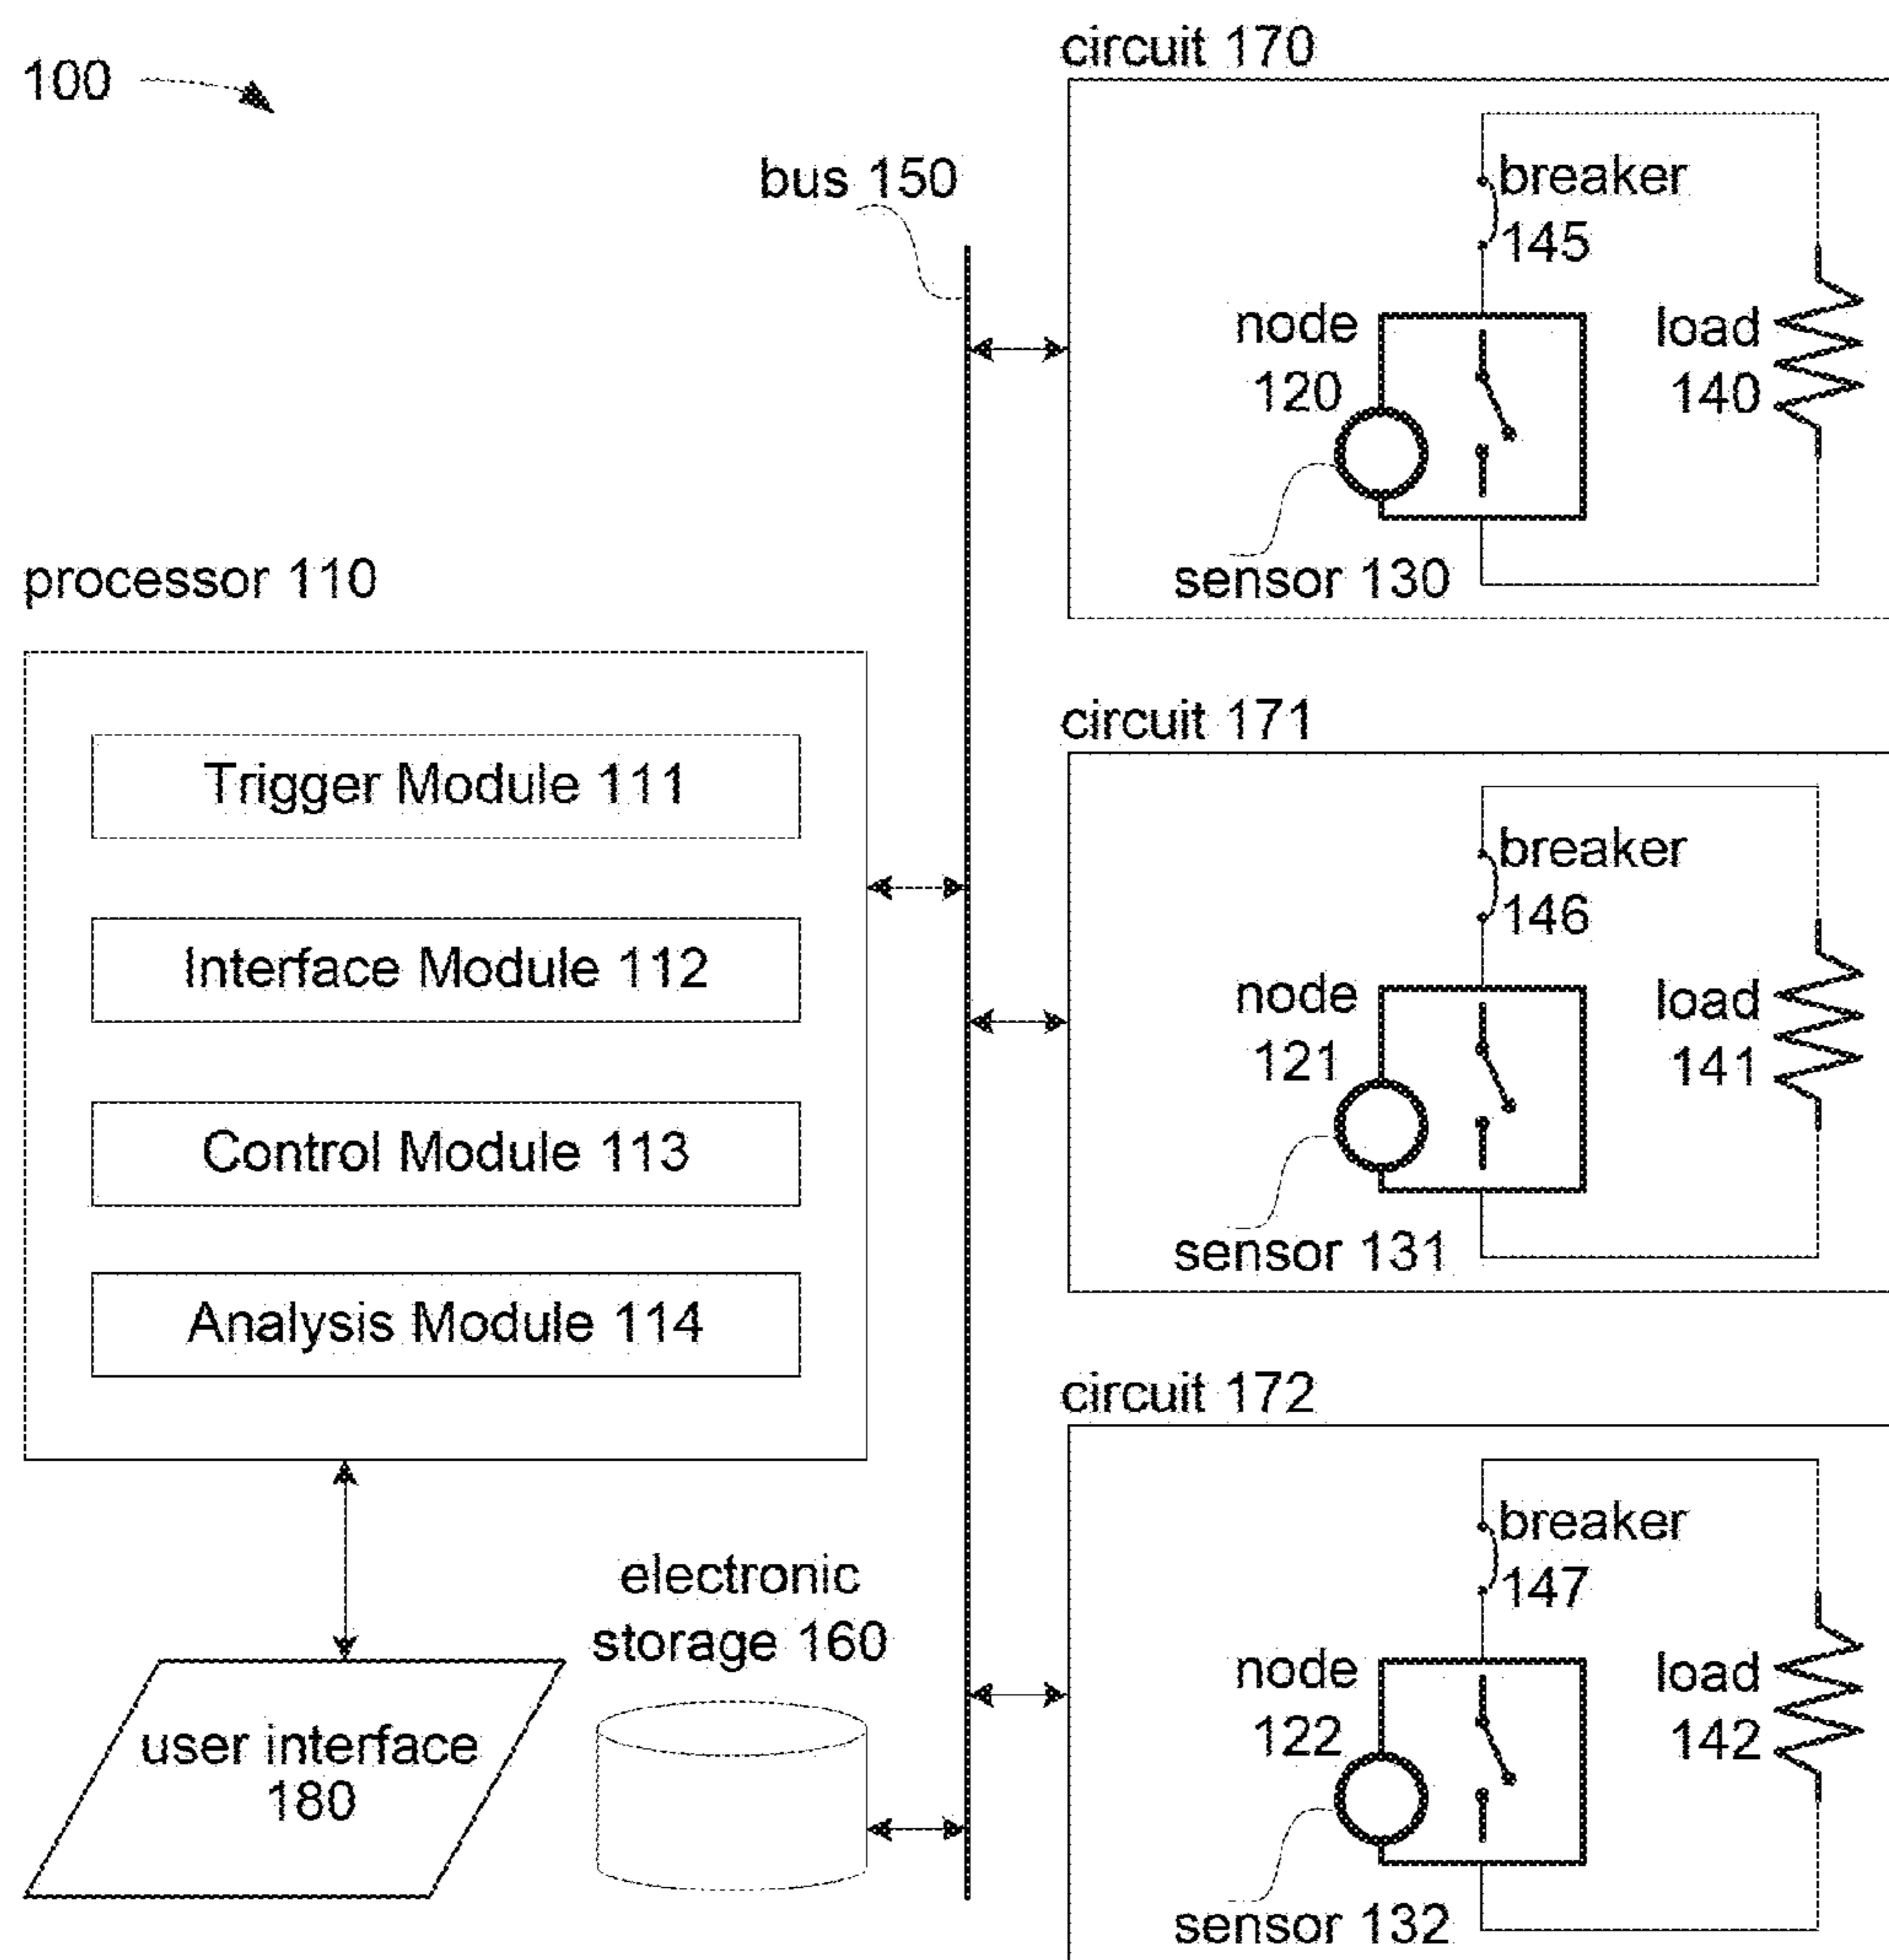 100
bus 150
processor 110
Trigger Module 111
Interface Module 112
Control Module 113
Analysis Module 114
user interface
180
electronic
storage 160
circuit 170
breaker
145
node
120
load
140
sensor 130
circuit 171
breaker
146
node
121
load
141
sensor 131
circuit 172
breaker
147
node
122
load
142
sensor 132